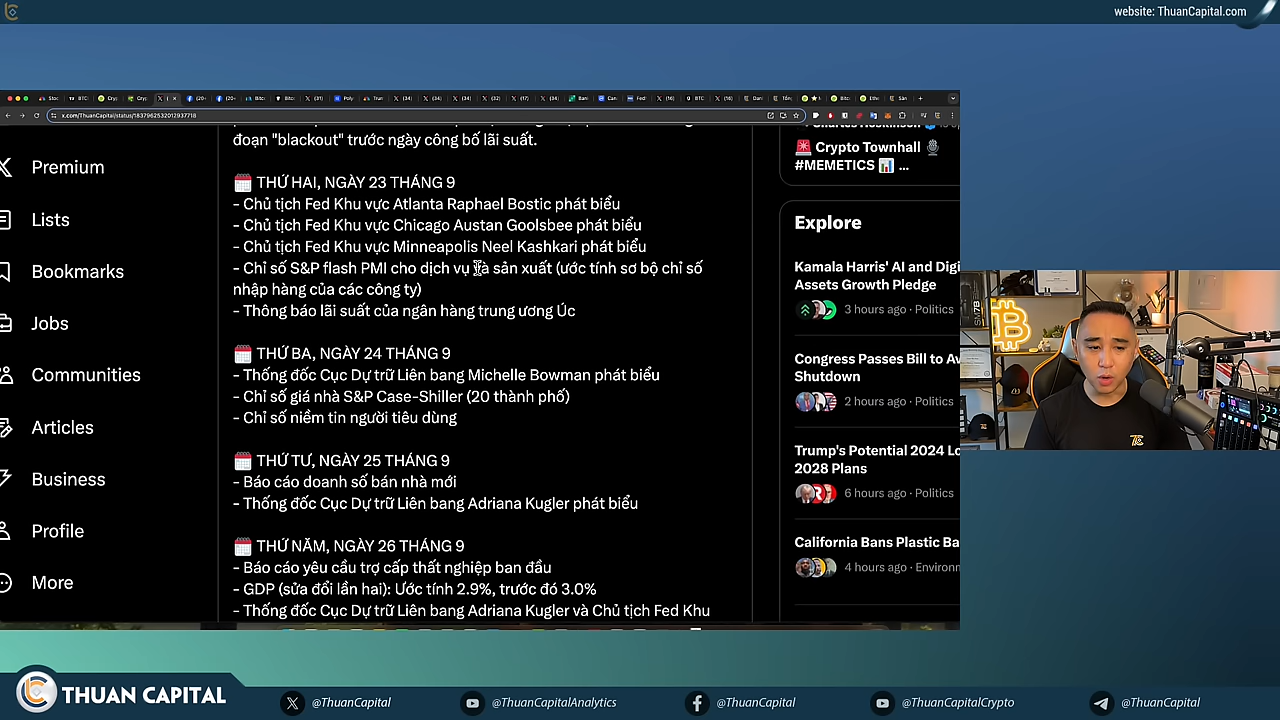 website: ThuanCapital.com
x.com/ThuanCapital/status/1837962532012937718
đoạn "blackout" trước ngày công bố lãi suất.
THỨ HAI, NGÀY 23 THÁNG 9
- Chủ tịch Fed Khu vực Atlanta Raphael Bostic phát biểu
- Chủ tịch Fed Khu vực Chicago Austan Goolsbee phát biểu
- Chủ tịch Fed Khu vực Minneapolis Neel Kashkari phát biểu
- Chỉ số S&P flash PMI cho dịch vụ và sản xuất (ước tính sơ bộ chỉ số
nhập hàng của các công ty)
- Thông báo lãi suất của ngân hàng trung ương Úc
THỨ BA, NGÀY 24 THÁNG 9
- Thống đốc Cục Dự trữ Liên bang Michelle Bowman phát biểu
- Chỉ số giá nhà S&P Case-Shiller (20 thành phố)
- Chỉ số niềm tin người tiêu dùng
THỨ TƯ, NGÀY 25 THÁNG 9
- Báo cáo doanh số bán nhà mới
- Thống đốc Cục Dự trữ Liên bang Adriana Kugler phát biểu
THỨ NĂM, NGÀY 26 THÁNG 9
- Báo cáo yêu cầu trợ cấp thất nghiệp ban đầu
- GDP (sửa đổi lần hai): Ước tính 2.9%, trước đó 3.0%
- Thống đốc Cục Dự trữ Liên bang Adriana Kugler và Chủ tịch Fed Khu
Premium
Lists
Bookmarks
Jobs
Communities
Articles
Business
Profile
More
Crypto Townhall
#MEMETICS ...
Explore
Kamala Harris' AI and Digi
Assets Growth Pledge
3 hours ago · Politics
Congress Passes Bill to Av
Shutdown
2 hours ago · Politics
Trump's Potential 2024 Lo
2028 Plans
6 hours ago · Politics
California Bans Plastic Ba
4 hours ago · Environ
THUAN CAPITAL
@ThuanCapital
@ThuanCapitalAnalytics
@ThuanCapital
@ThuanCapitalCrypto
@ThuanCapital